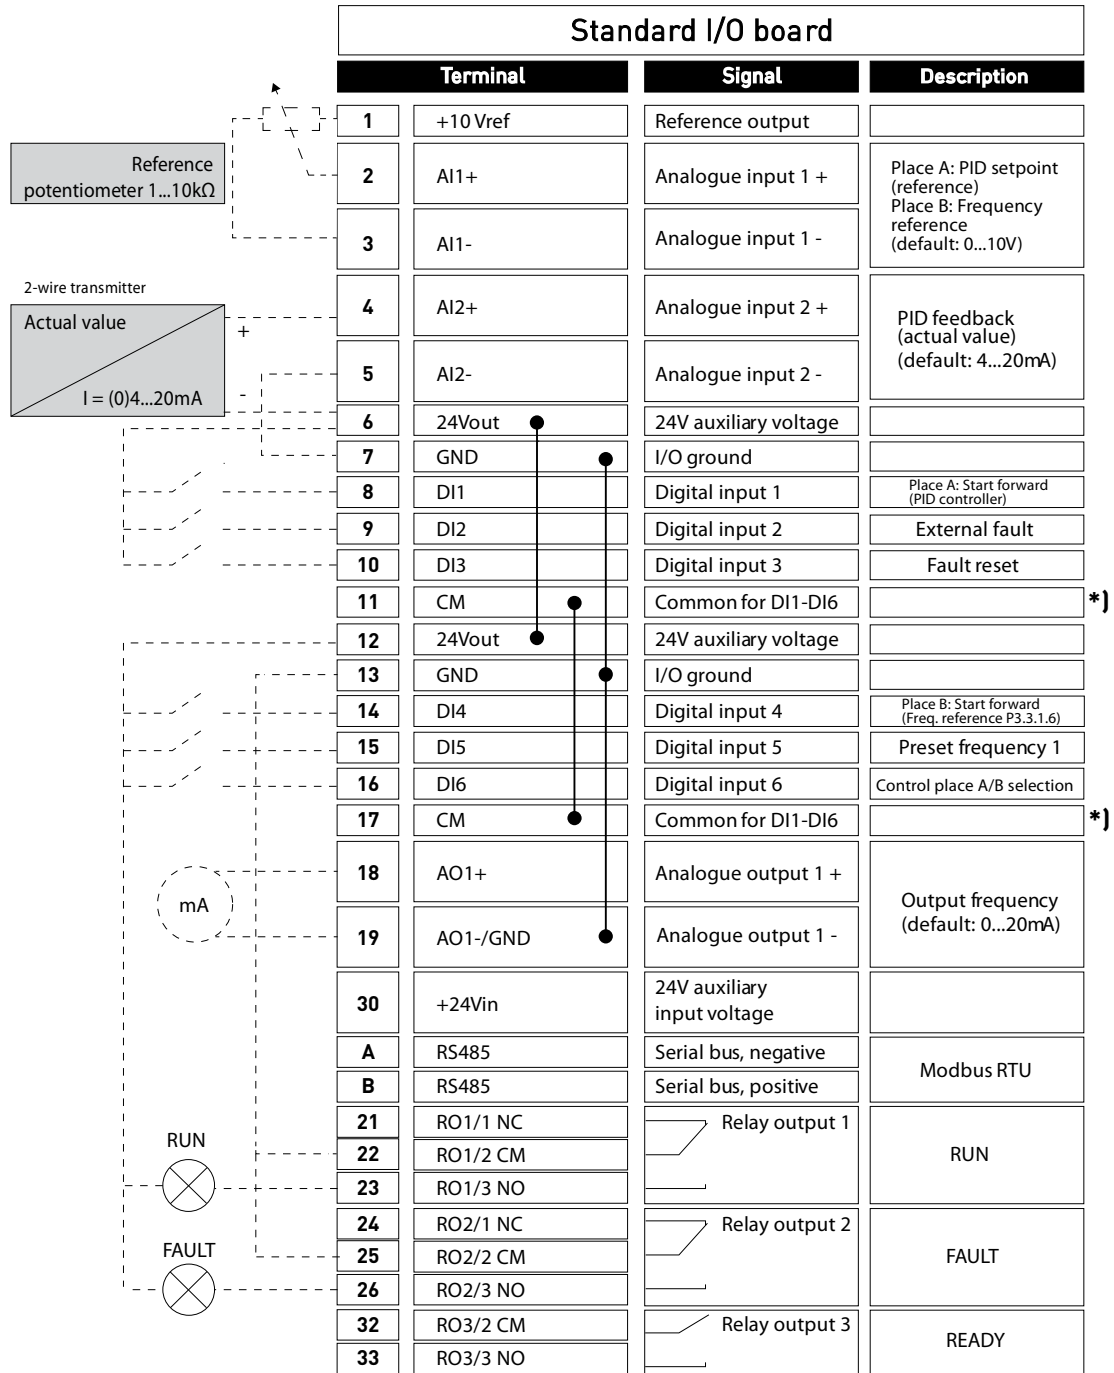 Standard I/O board
Terminal Signal Description
1 +10 Vref Reference output
Reference
potentiometer 1...10kΩ
2 AI1+ Analogue input 1 +
3 AI1- Analogue input 1 -
Place A: PID setpoint
(reference)
Place B: Frequency
reference
(default: 0...10V)
2-wire transmitter
Actual value
+
-
I = (0)4...20mA
4 AI2+ Analogue input 2 +
5 AI2- Analogue input 2 -
PID feedback
(actual value)
(default: 4...20mA)
6 24Vout 24V auxiliary voltage
7 GND I/O ground
8 DI1 Digital input 1
Place A: Start forward
(PID controller)
9 DI2 Digital input 2 External fault
10 DI3 Digital input 3 Fault reset
11 CM Common for DI1-DI6 *)
12 24Vout 24V auxiliary voltage
13 GND I/O ground
14 DI4 Digital input 4
Place B: Start forward
(Freq. reference P3.3.1.6)
15 DI5 Digital input 5 Preset frequency 1
16 DI6 Digital input 6 Control place A/B selection
17 CM Common for DI1-DI6 *)
mA
18 AO1+ Analogue output 1 +
19 AO1-/GND Analogue output 1 -
Output frequency
(default: 0...20mA)
30 +24Vin
24V auxiliary
input voltage
A RS485 Serial bus, negative
B RS485 Serial bus, positive
Modbus RTU
21 RO1/1 NC Relay output 1
RUN
22 RO1/2 CM RUN
23 RO1/3 NO
24 RO2/1 NC Relay output 2
FAULT
25 RO2/2 CM FAULT
26 RO2/3 NO
32 RO3/2 CM Relay output 3
READY
33 RO3/3 NO